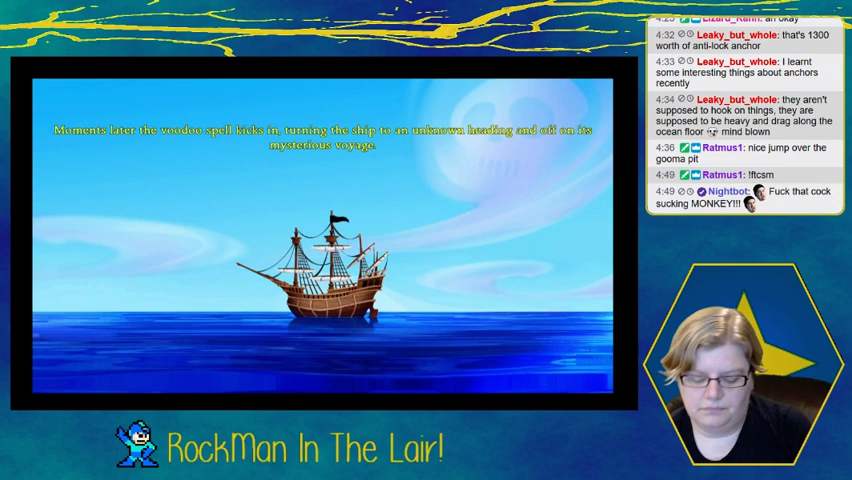 Moments later the voodoo spell kicks in, turning the ship to an unknown heading and off on its
mysterious voyage.
4:32 Leaky_but_whole: that's 1300
worth of anti-lock anchor
4:33 Leaky_but_whole: I learnt
some interesting things about anchors
recently
4:34 Leaky_but_whole: they aren't
supposed to hook on things, they are
supposed to be heavy and drag along the
ocean floor mind blown
4:36 Ratmus1: nice jump over the
gooma pit
4:49 Ratmus1: !ftcsm
4:49 Nightbot: Fuck that cock
sucking MONKEY!!!
RockMan In The Lair!